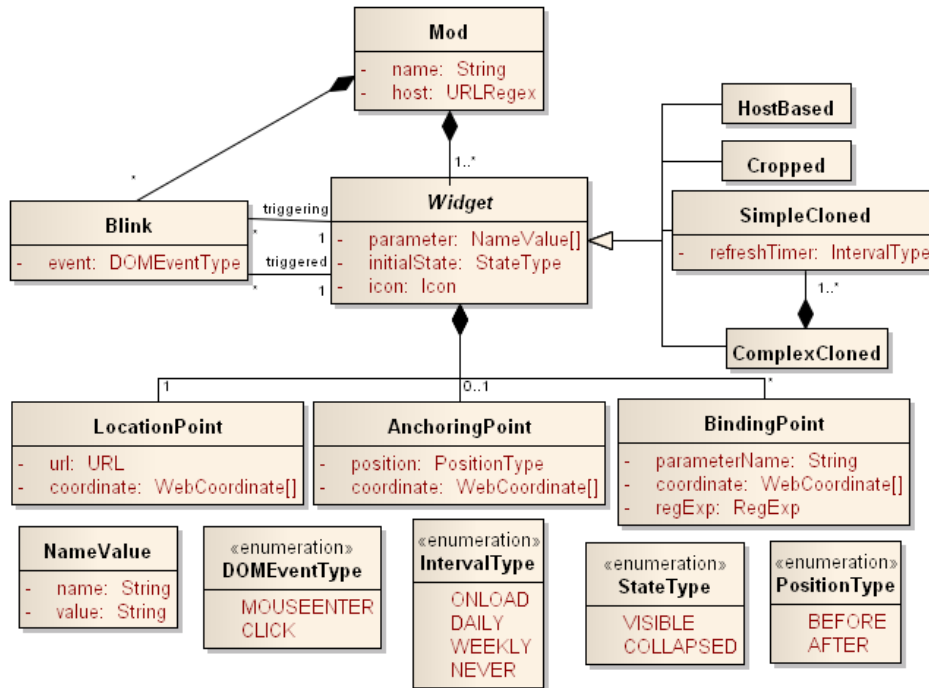 Mod
- name: String
- host: URLRegex
HostBased
Cropped
SimpleCloned
- refreshTimer: IntervalType
1..*
ComplexCloned
*
1..*
Blink
- event: DOMEventType
triggering
*
1
triggered
*
1
Widget
- parameter: NameValue[]
- initialState: StateType
- icon: Icon
1
0..1
*
LocationPoint
- url: URL
- coordinate: WebCoordinate[]
AnchoringPoint
- position: PositionType
- coordinate: WebCoordinate[]
BindingPoint
- parameterName: String
- coordinate: WebCoordinate[]
- regExp: RegExp
NameValue
- name: String
- value: String
«enumeration»
DOMEventType
MOUSEENTER
CLICK
«enumeration»
IntervalType
ONLOAD
DAILY
WEEKLY
NEVER
«enumeration»
StateType
VISIBLE
COLLAPSED
«enumeration»
PositionType
BEFORE
AFTER